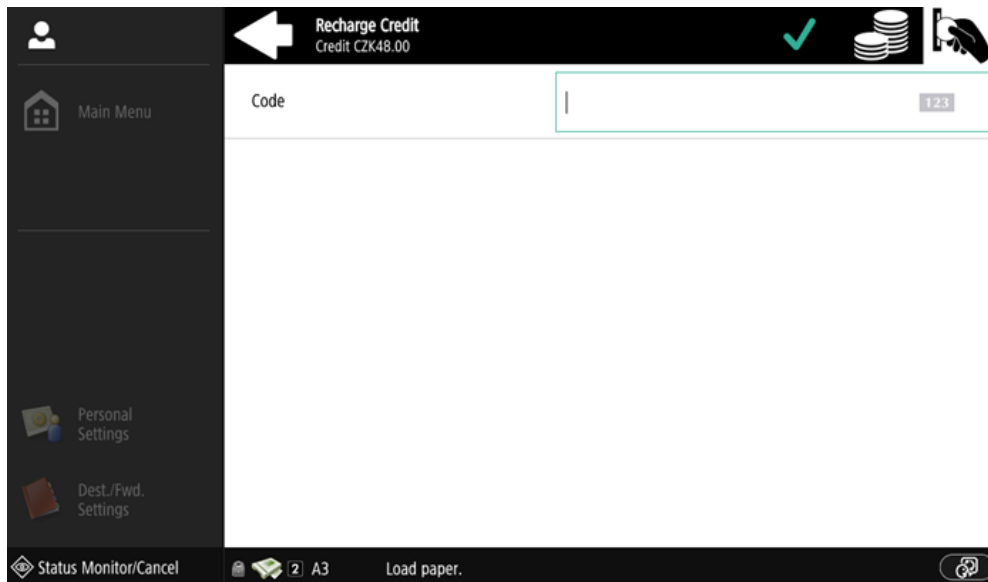 Recharge Credit
Credit CZK48.00
Main Menu
Code
123
Personal
Settings
Dest./Fwd.
Settings
Status Monitor/Cancel
2 A3 Load paper.